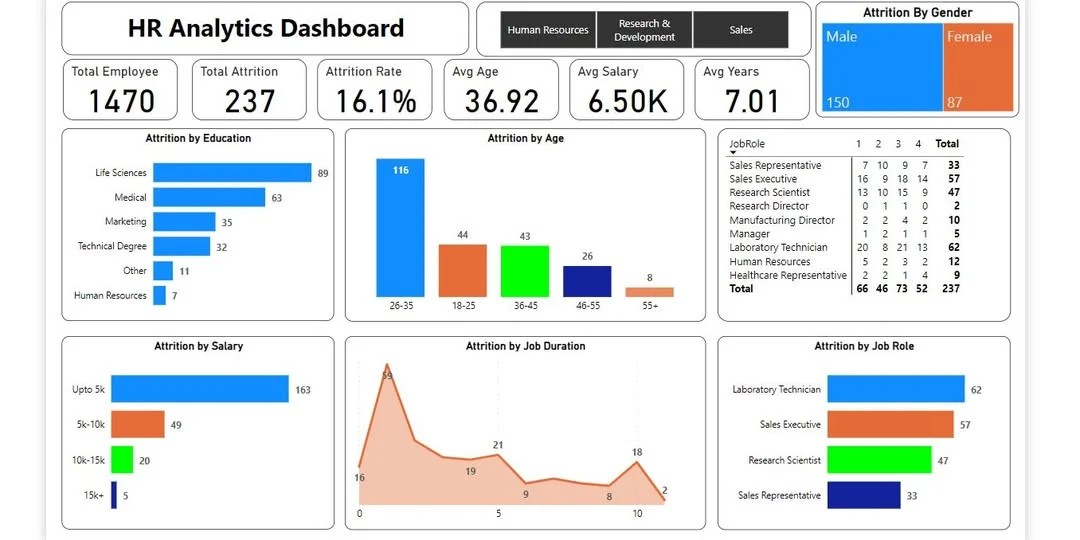 HR Analytics Dashboard
Human Resources
Research &
Development
Sales
Attrition By Gender
Male
Female
150
87
Total Employee
1470
Total Attrition
237
Attrition Rate
16.1%
Avg Age
36.92
Avg Salary
6.50K
Avg Years
7.01
Attrition by Education
Life Sciences 89
Medical 63
Marketing 35
Technical Degree 32
Other 11
Human Resources 7
Attrition by Age
116
44
43
26
8
26-35 18-25 36-45 46-55 55+
JobRole 1 2 3 4 Total
Sales Representative 7 10 9 7 33
Sales Executive 16 9 18 14 57
Research Scientist 13 10 15 9 47
Research Director 0 1 1 0 2
Manufacturing Director 2 2 4 2 10
Manager 1 2 1 1 5
Laboratory Technician 20 8 21 13 62
Human Resources 5 2 3 2 12
Healthcare Representative 2 2 1 4 9
Total 66 46 73 52 237
Attrition by Salary
Upto 5k 163
5k-10k 49
10k-15k 20
15k+ 5
Attrition by Job Duration
59
21
18
16
19
9
8
2
0 5 10
Attrition by Job Role
Laboratory Technician 62
Sales Executive 57
Research Scientist 47
Sales Representative 33